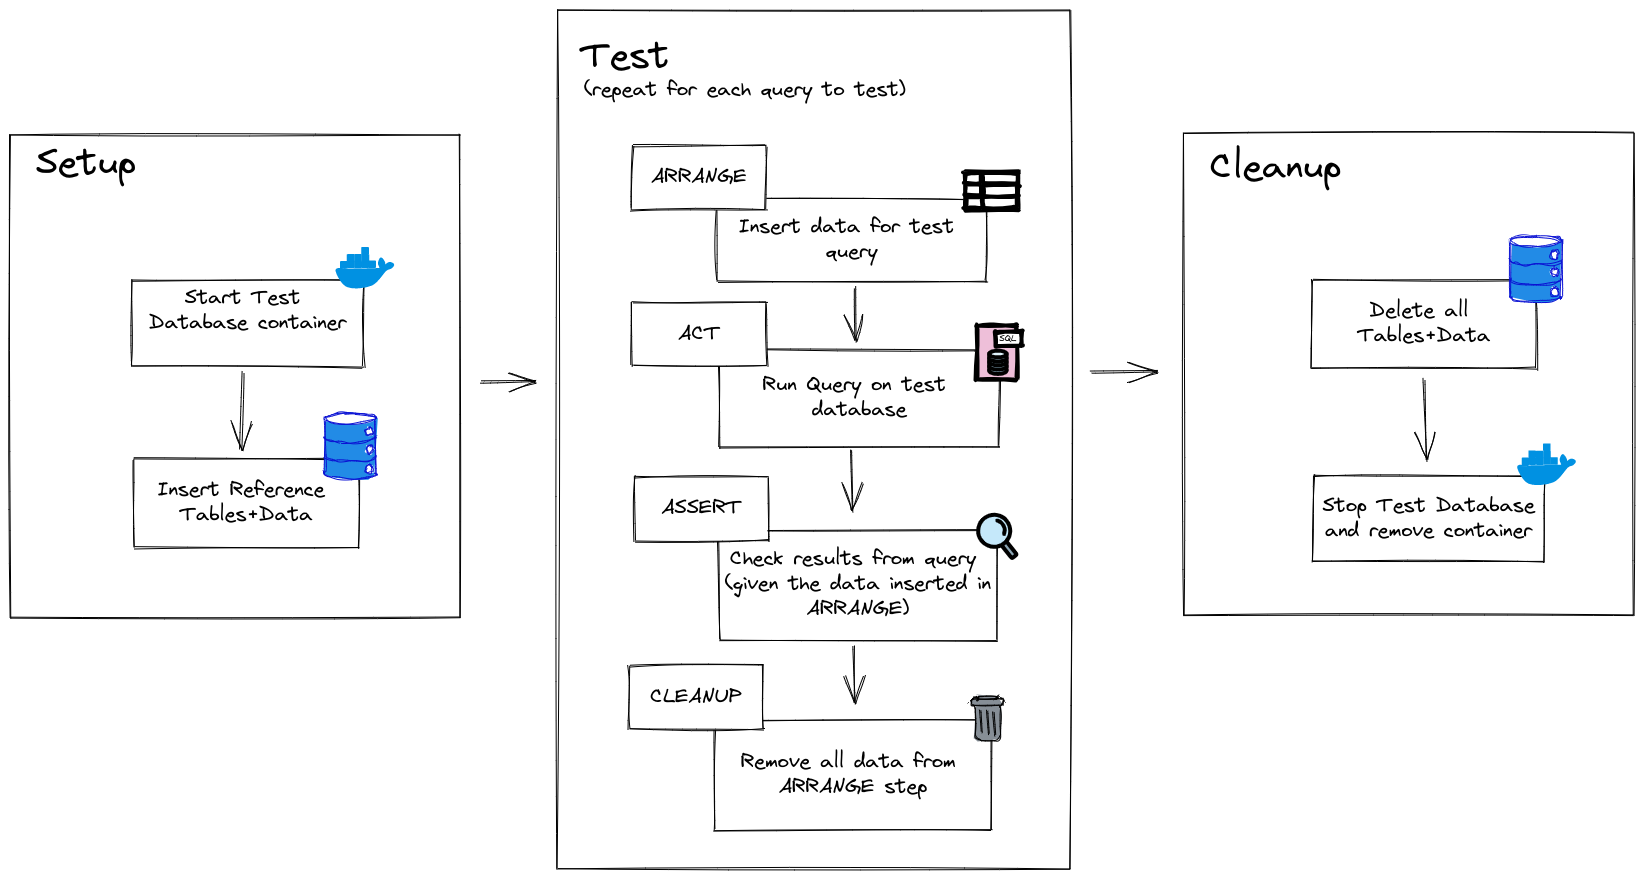 Setup
Start Test
Database container
Insert Reference
Tables+Data
Test
(repeat for each query to test)
ARRANGE
Insert data for test
query
ACT
SQL
Run Query on test
database
ASSERT
Check results from query
(given the data inserted in
ARRANGE)
CLEANUP
Remove all data from
ARRANGE step
Cleanup
Delete all
Tables+Data
Stop Test Database
and remove container